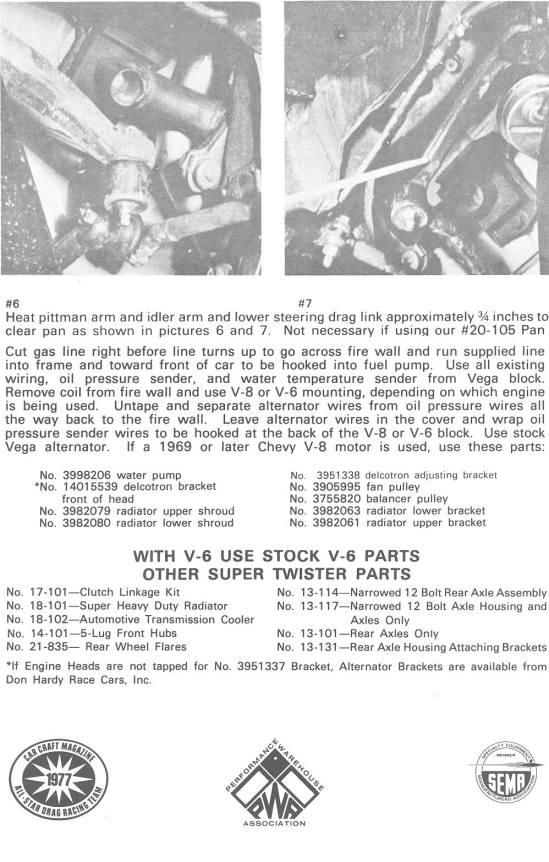 #6
#7
Heat pittman arm and idler arm and lower steering drag link approximately ¾ inches to
clear pan as shown in pictures 6 and 7. Not necessary if using our #20-105 Pan
Cut gas line right before line turns up to go across fire wall and run supplied line
into frame and toward front of car to be hooked into fuel pump. Use all existing
wiring, oil pressure sender, and water temperature sender from Vega block.
Remove coil from fire wall and use V-8 or V-6 mounting, depending on which engine
is being used. Untape and separate alternator wires from oil pressure wires all
the way back to the fire wall. Leave alternator wires in the cover and wrap oil
pressure sender wires to be hooked at the back of the V-8 or V-6 block. Use stock
Vega alternator. If a 1969 or later Chevy V-8 motor is used, use these parts:
No. 3998206 water pump
*No. 14015539 delcotron bracket
front of head
No. 3982079 radiator upper shroud
No. 3982080 radiator lower shroud
No. 3951338 delcotron adjusting bracket
No. 3905995 fan pulley
No. 3755820 balancer pulley
No. 3982063 radiator lower bracket
No. 3982061 radiator upper bracket
WITH V-6 USE STOCK V-6 PARTS
OTHER SUPER TWISTER PARTS
No. 17-101—Clutch Linkage Kit
No. 18-101—Super Heavy Duty Radiator
No. 18-102—Automotive Transmission Cooler
No. 14-101—5-Lug Front Hubs
No. 21-835— Rear Wheel Flares
No. 13-114—Narrowed 12 Bolt Rear Axle Assembly
No. 13-117—Narrowed 12 Bolt Axle Housing and
Axles Only
No. 13-101—Rear Axles Only
No. 13-131—Rear Axle Housing Attaching Brackets
*If Engine Heads are not tapped for No. 3951337 Bracket, Alternator Brackets are available from
Don Hardy Race Cars, Inc.
CAR CRAFT MAGAZINE
1977
ALL-STAR DRAG RACING TEAM
PERFORMANCE WAREHOUSE
PWA
ASSOCIATION
SPECIALTY EQUIPMENT
MEMBER
SEMA
MANUFACTURERS ASSOCIATION